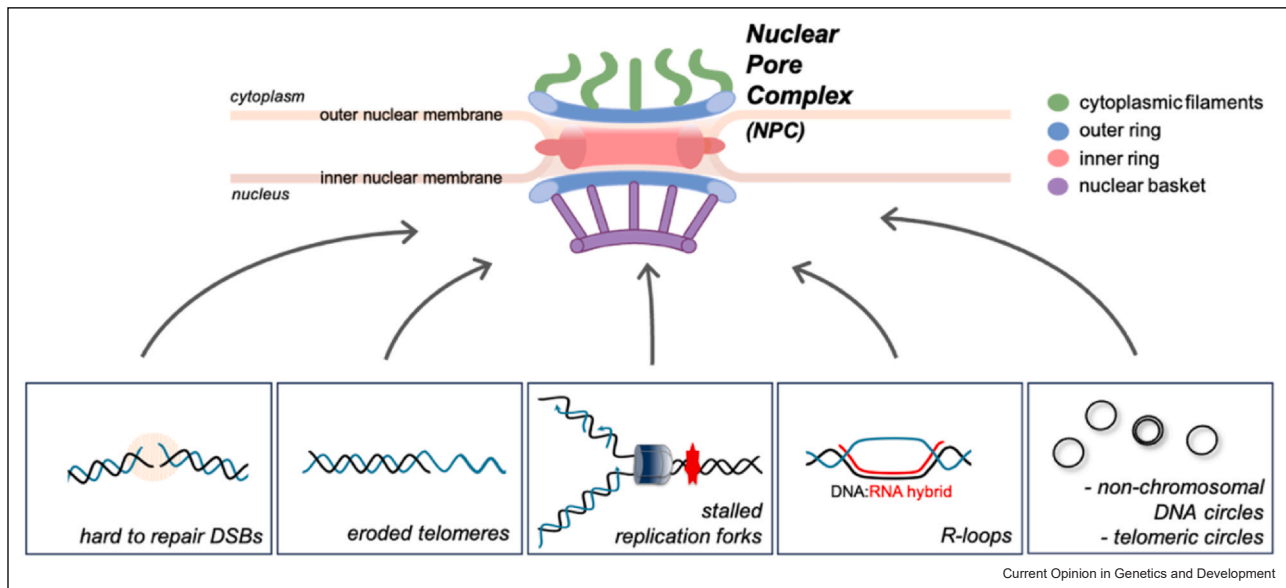 Nuclear
Pore
Complex
(NPC)
cytoplasm
outer nuclear membrane
inner nuclear membrane
nucleus
cytoplasmic filaments
outer ring
inner ring
nuclear basket
hard to repair DSBs
eroded telomeres
stalled
replication forks
DNA:RNA hybrid
R-loops
- non-chromosomal
DNA circles
- telomeric circles
Current Opinion in Genetics and Development